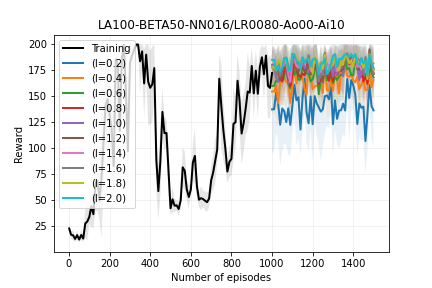 LA100-BETA50-NN016/LR0080-Ao00-Ai10
Reward
200
175
150
125
100
75
50
25
Training
(l=0.2)
(l=0.4)
(l=0.6)
(l=0.8)
(l=1.0)
(l=1.2)
(l=1.4)
(l=1.6)
(l=1.8)
(l=2.0)
0 200 400 600 800 1000 1200 1400
Number of episodes